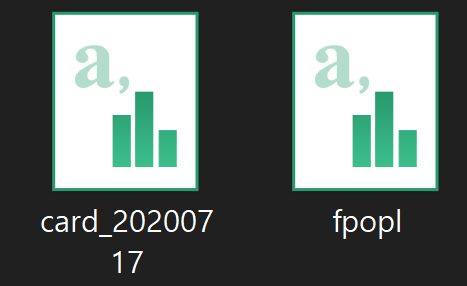 a,
a,
card_202007
17
fpopl